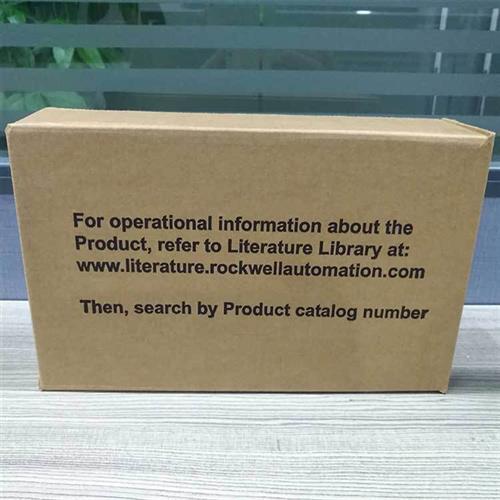 For operational information about the
Product, refer to Literature Library at:
www.literature.rockwellautomation.com
Then, search by Product catalog number